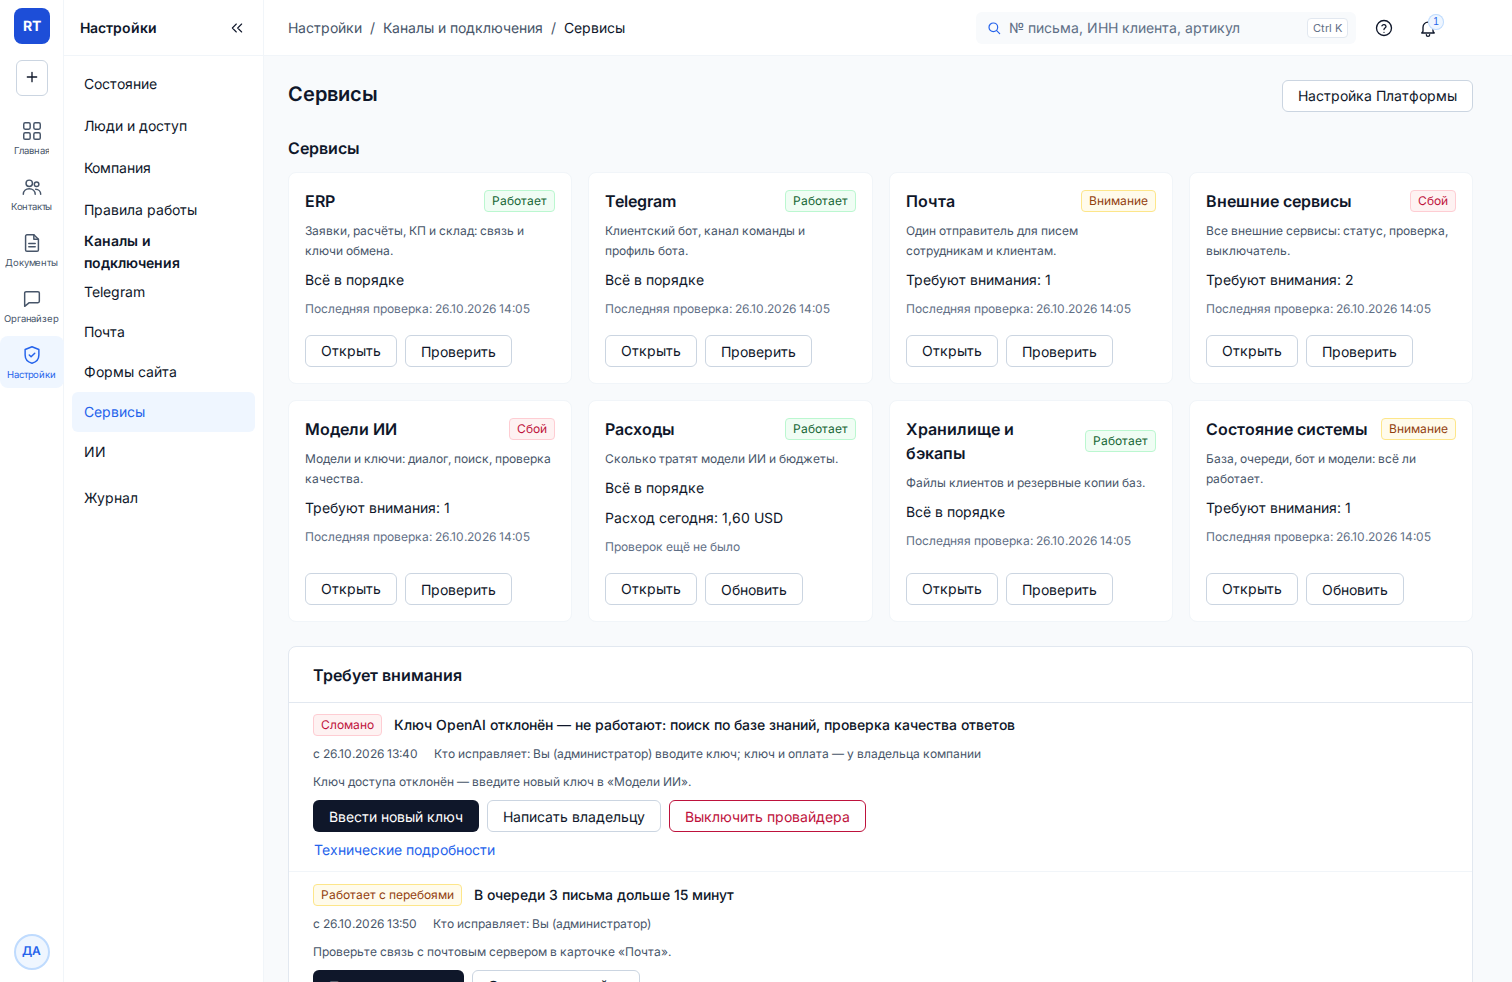 RT
Настройки
Настройки / Каналы и подключения / Сервисы
№ письма, ИНН клиента, артикул
Ctrl K
1
Главная
Контакты
Документы
Органайзер
Настройки
ДА
Состояние
Люди и доступ
Компания
Правила работы
Каналы и
подключения
Telegram
Почта
Формы сайта
Сервисы
ИИ
Журнал
Сервисы
Настройка Платформы
Сервисы
ERP
Работает
Заявки, расчёты, КП и склад: связь и
ключи обмена.
Всё в порядке
Последняя проверка: 26.10.2026 14:05
Открыть
Проверить
Telegram
Работает
Клиентский бот, канал команды и
профиль бота.
Всё в порядке
Последняя проверка: 26.10.2026 14:05
Открыть
Проверить
Почта
Внимание
Один отправитель для писем
сотрудникам и клиентам.
Требуют внимания: 1
Последняя проверка: 26.10.2026 14:05
Открыть
Проверить
Внешние сервисы
Сбой
Все внешние сервисы: статус, проверка,
выключатель.
Требуют внимания: 2
Последняя проверка: 26.10.2026 14:05
Открыть
Проверить
Модели ИИ
Сбой
Модели и ключи: диалог, поиск, проверка
качества.
Требуют внимания: 1
Последняя проверка: 26.10.2026 14:05
Открыть
Проверить
Расходы
Работает
Сколько тратят модели ИИ и бюджеты.
Всё в порядке
Расход сегодня: 1,60 USD
Проверок ещё не было
Открыть
Обновить
Хранилище и
бэкапы
Работает
Файлы клиентов и резервные копии баз.
Всё в порядке
Последняя проверка: 26.10.2026 14:05
Открыть
Проверить
Состояние системы
Внимание
База, очереди, бот и модели: всё ли
работает.
Требуют внимания: 1
Последняя проверка: 26.10.2026 14:05
Открыть
Обновить
Требует внимания
Сломано
Ключ OpenAI отклонён — не работают: поиск по базе знаний, проверка качества ответов
с 26.10.2026 13:40 Кто исправляет: Вы (администратор) вводите ключ; ключ и оплата — у владельца компании
Ключ доступа отклонён — введите новый ключ в «Модели ИИ».
Ввести новый ключ
Написать владельцу
Выключить провайдера
Технические подробности
Работает с перебоями
В очереди 3 письма дольше 15 минут
с 26.10.2026 13:50 Кто исправляет: Вы (администратор)
Проверьте связь с почтовым сервером в карточке «Почта».